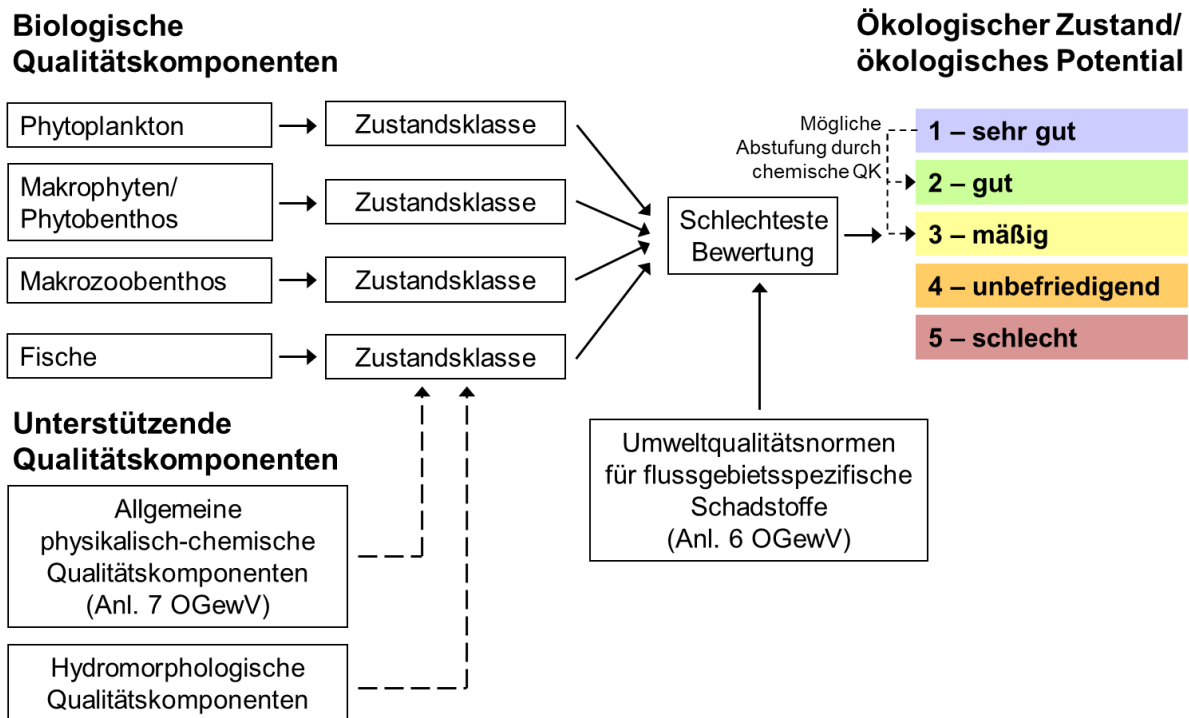 Biologische
Qualitätskomponenten
Phytoplankton
Zustandsklasse
Makrophyten/
Phytobenthos
Zustandsklasse
Makrozoobenthos
Zustandsklasse
Fische
Zustandsklasse
Unterstützende
Qualitätskomponenten
Allgemeine
physikalisch-chemische
Qualitätskomponenten
(Anl. 7 OGewV)
Hydromorphologische
Qualitätskomponenten
Schlechteste
Bewertung
Umweltqualitätsnormen
für flussgebietsspezifische
Schadstoffe
(Anl. 6 OGewV)
Ökologischer Zustand/
ökologisches Potential
Mögliche
Abstufung durch
chemische QK
1 – sehr gut
2 – gut
3 – mäßig
4 – unbefriedigend
5 – schlecht